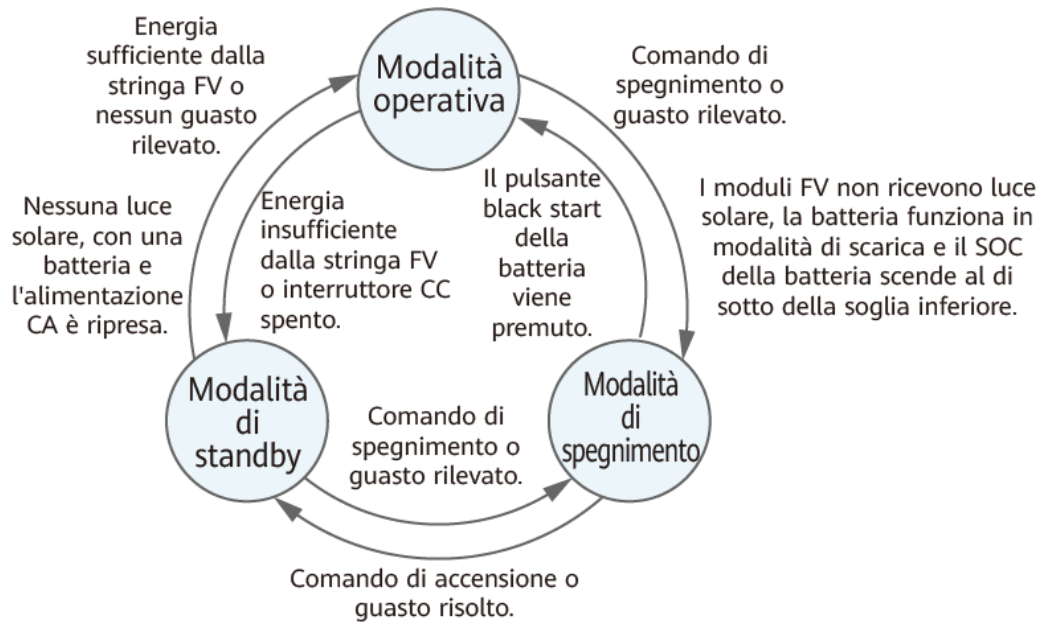 Energia
sufficiente dalla
stringa FV o
nessun guasto
rilevato.
Modalità
operativa
Comando di
spegnimento o
guasto rilevato.
Nessuna luce
solare, con una
batteria e
l'alimentazione
CA è ripresa.
Energia
insufficiente
dalla stringa FV
o interruttore CC
spento.
Il pulsante
black start
della
batteria
viene
premuto.
I moduli FV non ricevono luce
solare, la batteria funziona in
modalità di scarica e il SOC
della batteria scende al di
sotto della soglia inferiore.
Modalità
di
standby
Comando di
spegnimento o
guasto rilevato.
Modalità
di
spegnimento
Comando di accensione o
guasto risolto.